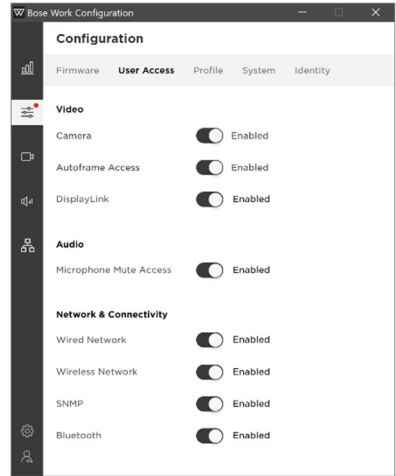 Bose Work Configuration
Configuration
Firmware User Access Profile System Identity
Video
Camera Enabled
Autoframe Access Enabled
DisplayLink Enabled
Audio
Microphone Mute Access Enabled
Network & Connectivity
Wired Network Enabled
Wireless Network Enabled
SNMP Enabled
Bluetooth Enabled